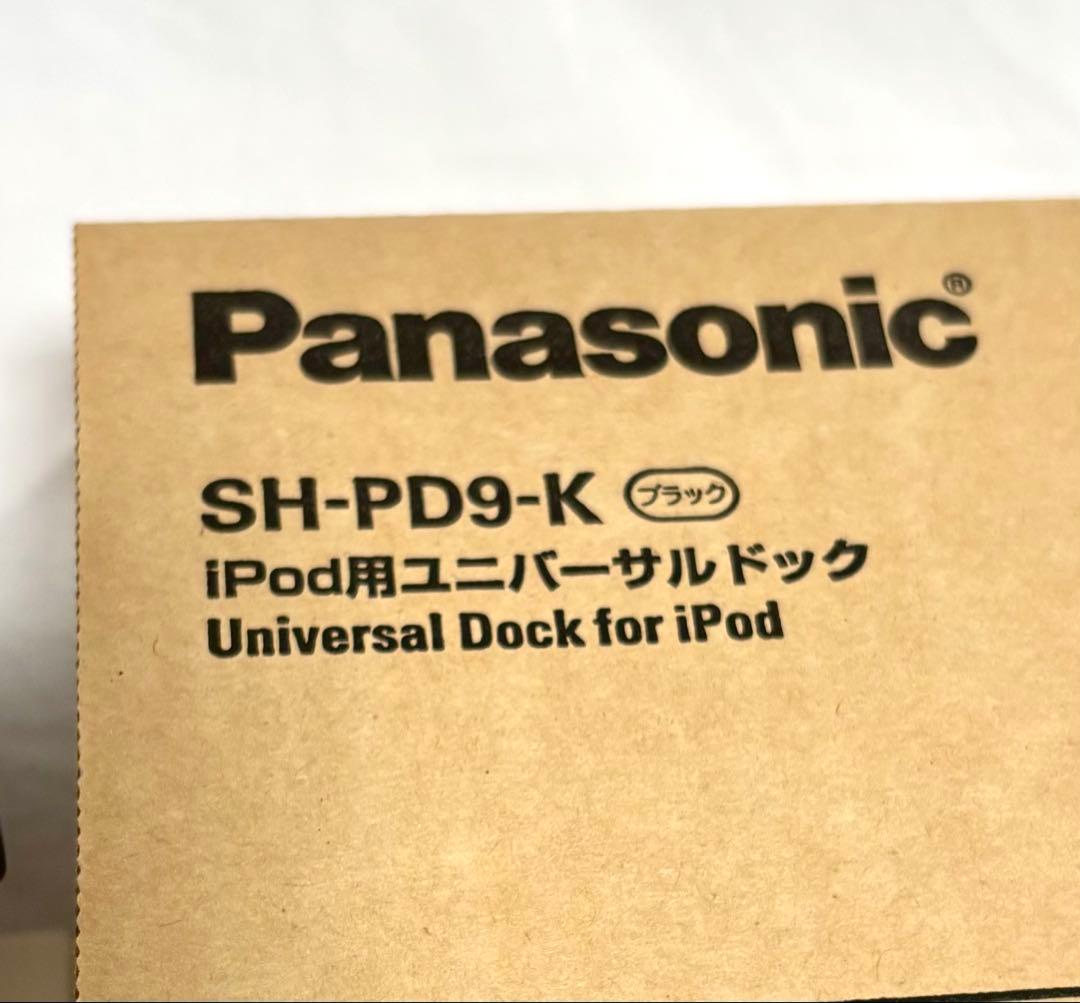 Panasonic®
SH-PD9-K ブラック
iPod用ユニバーサルドック
Universal Dock for iPod